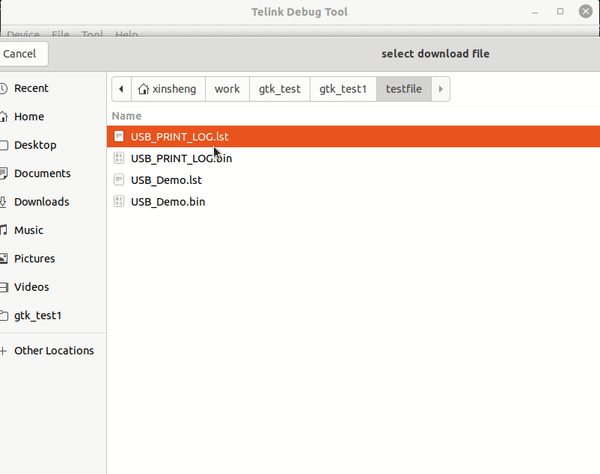 Telink Debug Tool
Device File Tool Help
Cancel select download file
Recent
Home
Desktop
Documents
Downloads
Music
Pictures
Videos
gtk_test1
Other Locations
xinsheng work gtk_test gtk_test1 testfile
Name
USB_PRINT_LOG.lst
USB_PRINT_LOG.bin
USB_Demo.lst
USB_Demo.bin